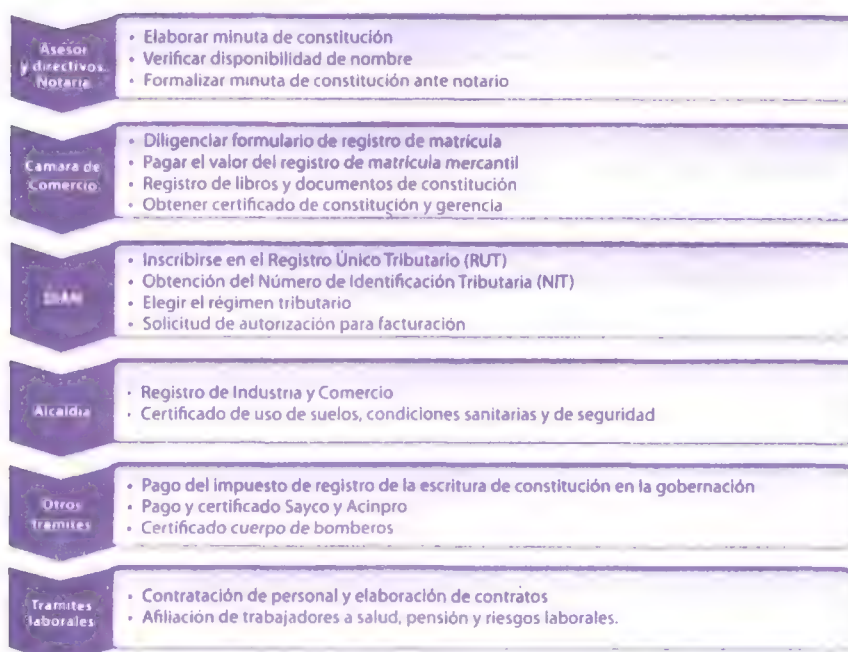 Asesor
y directivos.
Notaría
• Elaborar minuta de constitución
• Verificar disponibilidad de nombre
• Formalizar minuta de constitución ante notario
Camara de
Comercio
• Diligenciar formulario de registro de matrícula
• Pagar el valor del registro de matrícula mercantil
• Registro de libros y documentos de constitución
• Obtener certificado de constitución y gerencia
DIAN
• Inscribirse en el Registro Único Tributario (RUT)
• Obtención del Número de Identificación Tributaria (NIT)
• Elegir el régimen tributario
• Solicitud de autorización para facturación
Alcaldía
• Registro de Industria y Comercio
• Certificado de uso de suelos, condiciones sanitarias y de seguridad
Otros
tramites
• Pago del impuesto de registro de la escritura de constitución en la gobernación
• Pago y certificado Sayco y Acinpro
• Certificado cuerpo de bomberos
Tramites
laborales
• Contratación de personal y elaboración de contratos
• Afiliación de trabajadores a salud, pensión y riesgos laborales.